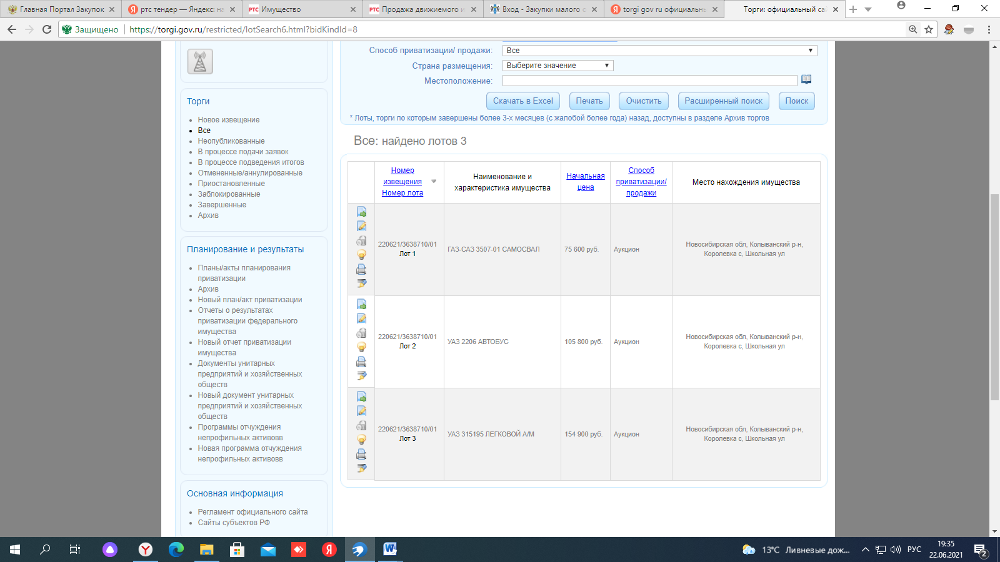 Главная Портал Закупок
ртс тендер — Яндекс: на
РТС Имущество
РТС Продажа движиемого и
Вход - Закупки малого о
torgi gov ru официальны
Торги: официальный сай
Защищено
https://torgi.gov.ru/restricted/lotSearch6.html?bidKindId=8
Торги
Новое извещение
Все
Неопубликованные
В процессе подачи заявок
В процессе подведения итогов
Отмененные/аннулированные
Приостановленные
Заблокированные
Завершенные
Архив
Планирование и результаты
Планы/акты планирования
приватизации
Архив
Новый план/акт приватизации
Отчеты о результатах
приватизации федерального
имущества
Новый отчет приватизации
имущества
Документы унитарных
предприятий и хозяйственных
обществ
Новый документ унитарных
предприятий и хозяйственных
обществ
Программы отчуждения
непрофильных активовв
Новая программа отчуждения
непрофильных активовв
Основная информация
Регламент официального сайта
Сайты субъектов РФ
Способ приватизации/ продажи: Все
Страна размещения: Выберите значение
Местоположение:
Скачать в Excel Печать Очистить Расширенный поиск Поиск
* Лоты, торги по которым завершены более 3-х месяцев (с жалобой более года) назад, доступны в разделе Архив торгов
Все: найдено лотов 3
Номер
извещения
Номер лота
Наименование и
характеристика имущества
Начальная
цена
Способ
приватизации/
продажи
Место нахождения имущества
220621/3638710/01
Лот 1
ГАЗ-САЗ 3507-01 САМОСВАЛ
75 600 руб.
Аукцион
Новосибирская обл, Колыванский р-н,
Королевка с, Школьная ул
220621/3638710/01
Лот 2
УАЗ 2206 АВТОБУС
105 800 руб.
Аукцион
Новосибирская обл, Колыванский р-н,
Королевка с, Школьная ул
220621/3638710/01
Лот 3
УАЗ 315195 ЛЕГКОВОЙ А/М
154 900 руб.
Аукцион
Новосибирская обл, Колыванский р-н,
Королевка с, Школьная ул
13°C Ливневые дож...
РУС
19:35
22.06.2021
2